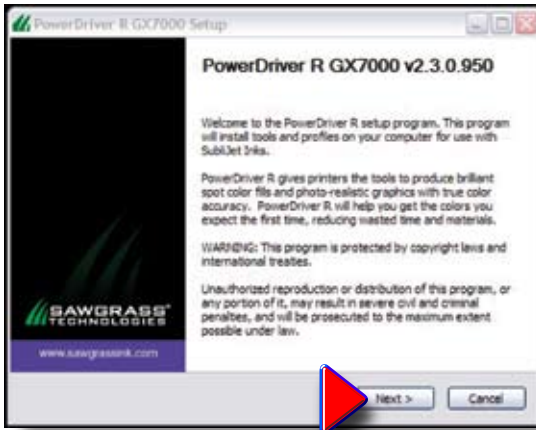 PowerDriver R GX7000 Setup
PowerDriver R GX7000 v2.3.0.950
Welcome to the PowerDriver R setup program. This program
will install tools and profiles on your computer for use with
SubliJet Inks.
PowerDriver R gives printers the tools to produce brilliant
spot color fills and photo-realistic graphics with true color
accuracy. PowerDriver R will help you get the colors you
expect the first time, reducing wasted time and materials.
WARNING: This program is protected by copyright laws and
international treaties.
Unauthorized reproduction or distribution of this program, or
any portion of it, may result in severe civil and criminal
penalties, and will be prosecuted to the maximum extent
possible under law.
SAWGRASS
TECHNOLOGIES
www.sawgrassink.com
Next >
Cancel